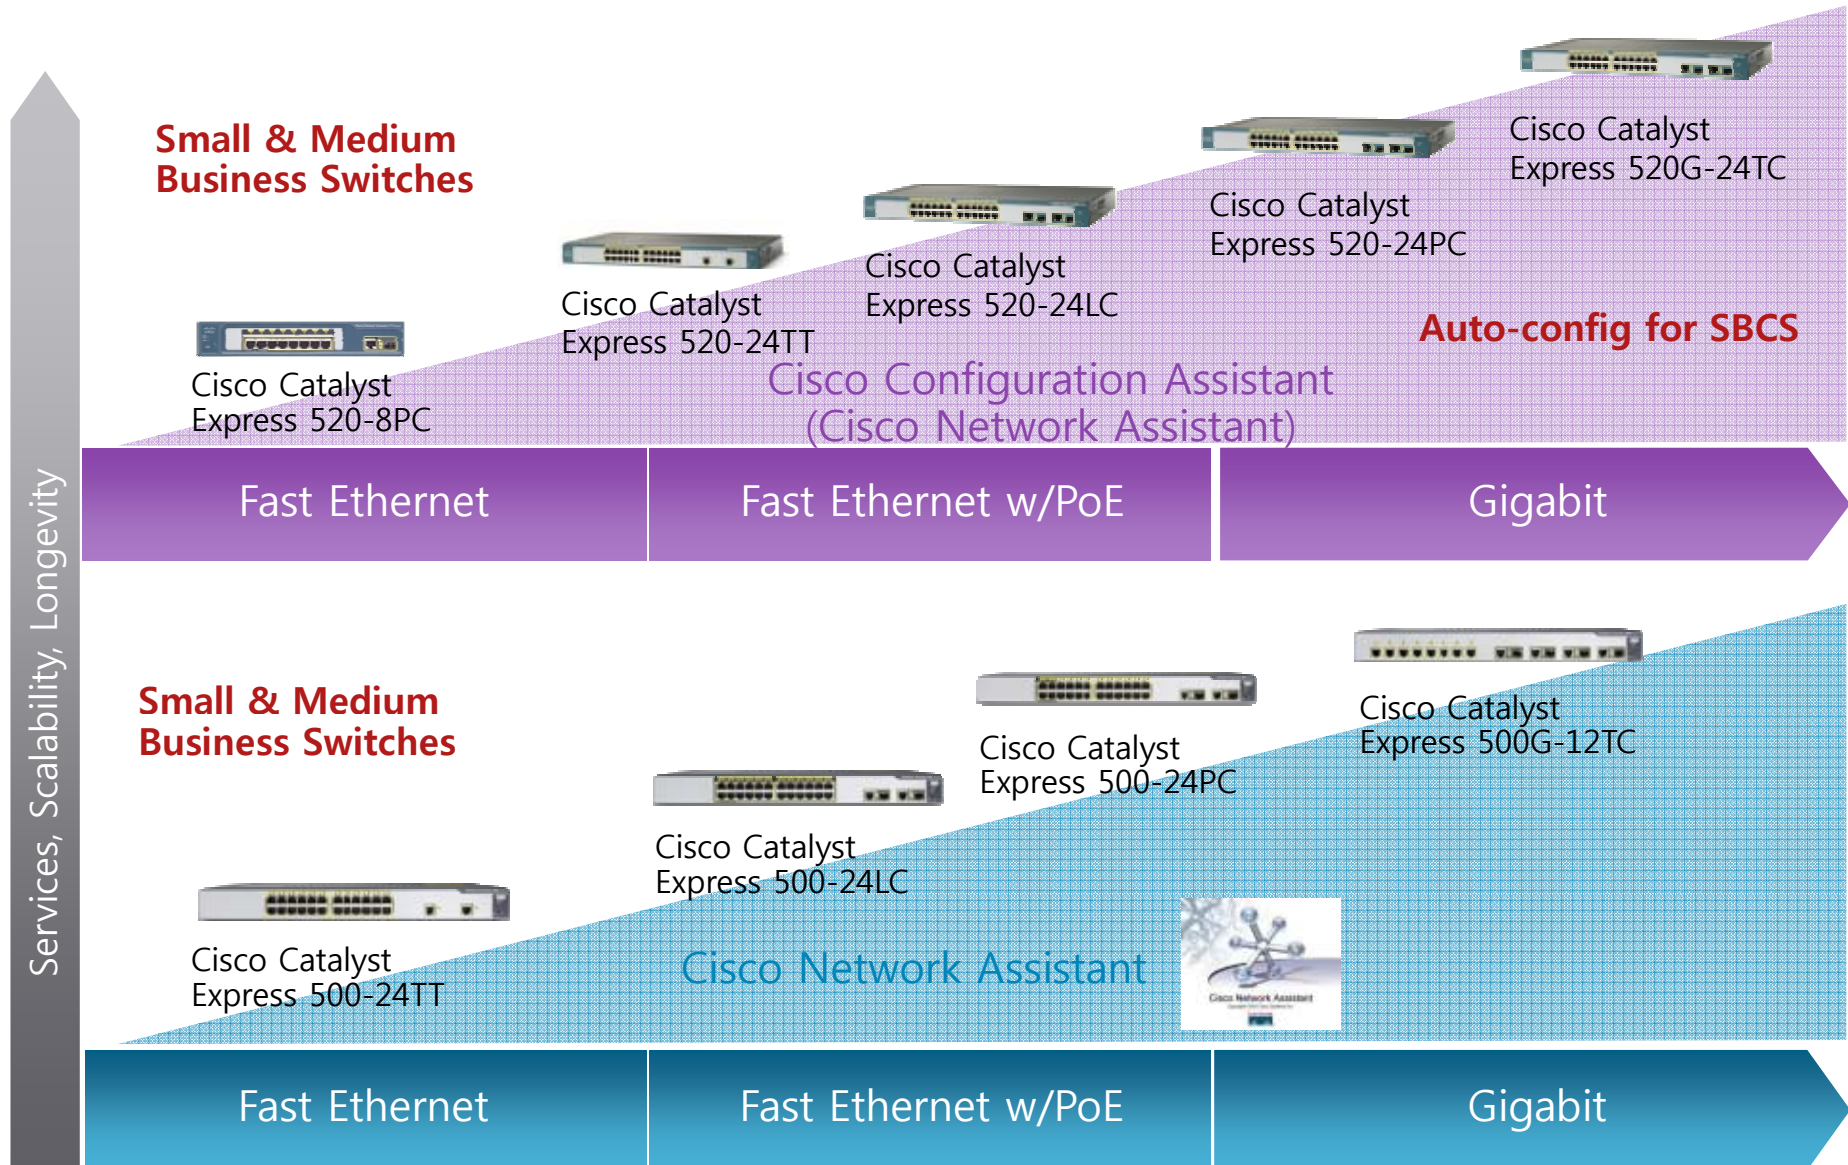 Small & Medium
Business Switches
Cisco Catalyst
Express 520G-24TC
Cisco Catalyst
Express 520-24PC
Cisco Catalyst
Express 520-24LC
Cisco Catalyst
Express 520-24TT
Cisco Catalyst
Express 520-8PC
Auto-config for SBCS
Cisco Configuration Assistant
(Cisco Network Assistant)
Fast Ethernet
Fast Ethernet w/PoE
Gigabit
Services, Scalability, Longevity
Small & Medium
Business Switches
Cisco Catalyst
Express 500G-12TC
Cisco Catalyst
Express 500-24PC
Cisco Catalyst
Express 500-24LC
Cisco Catalyst
Express 500-24TT
Cisco Network Assistant
Cisco Network Assistant
Fast Ethernet
Fast Ethernet w/PoE
Gigabit